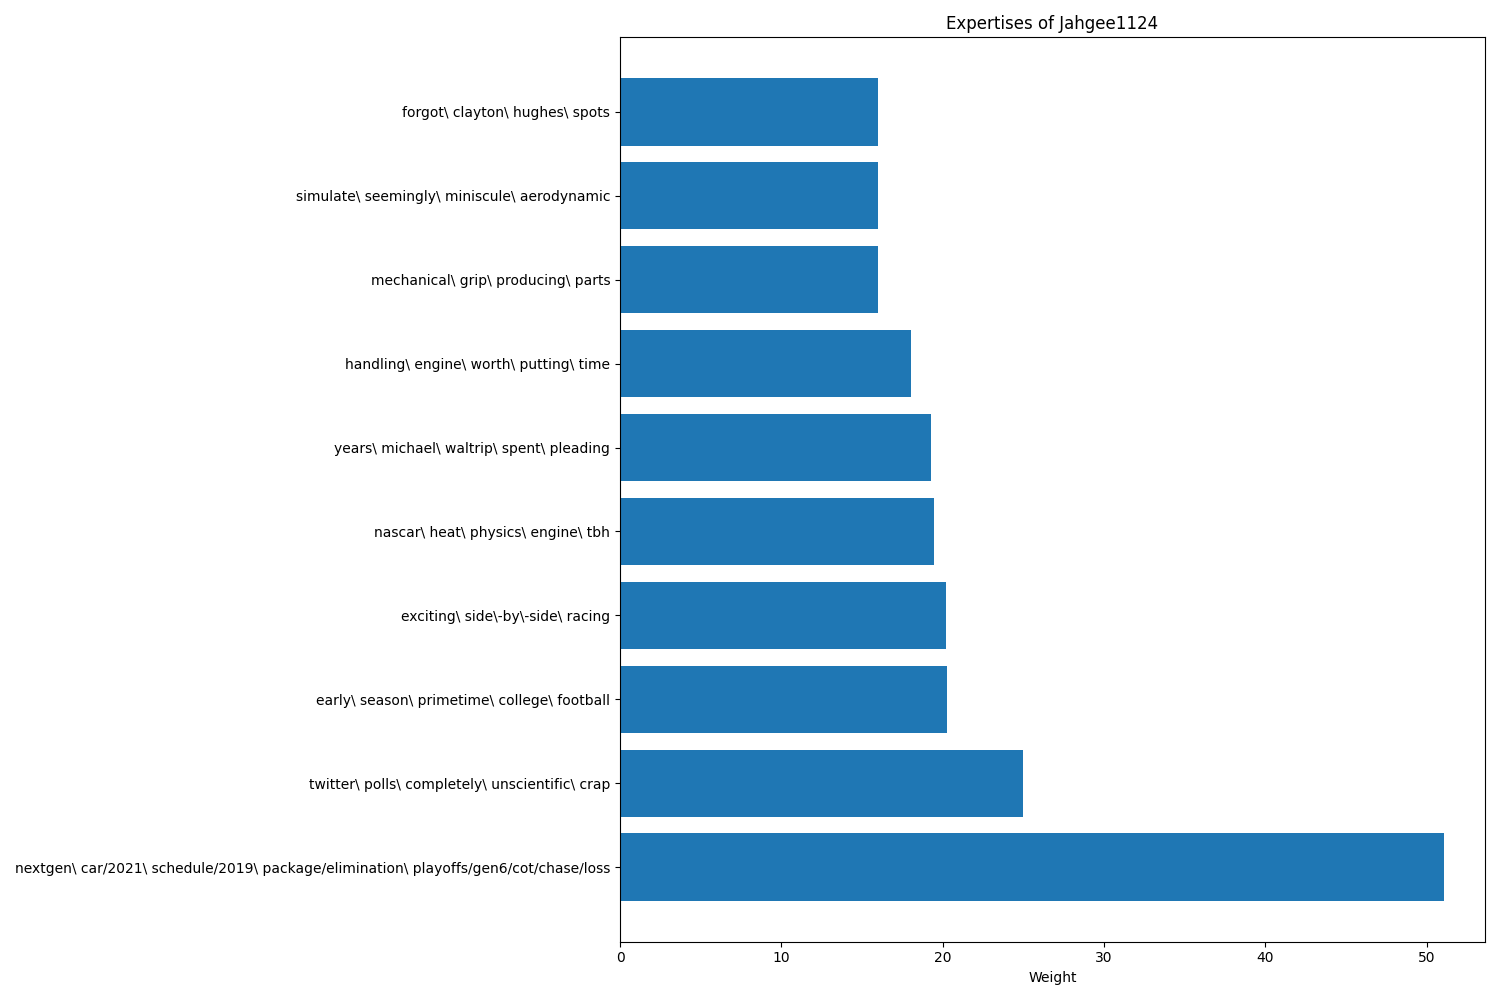 Expertises of Jahgee1124
forgot\ clayton\ hughes\ spots
simulate\ seemingly\ miniscule\ aerodynamic
mechanical\ grip\ producing\ parts
handling\ engine\ worth\ putting\ time
years\ michael\ waltrip\ spent\ pleading
nascar\ heat\ physics\ engine\ tbh
exciting\ side\-by\-side\ racing
early\ season\ primetime\ college\ football
twitter\ polls\ completely\ unscientific\ crap
nextgen\ car/2021\ schedule/2019\ package/elimination\ playoffs/gen6/cot/chase/loss
0 10 20 30 40 50
Weight